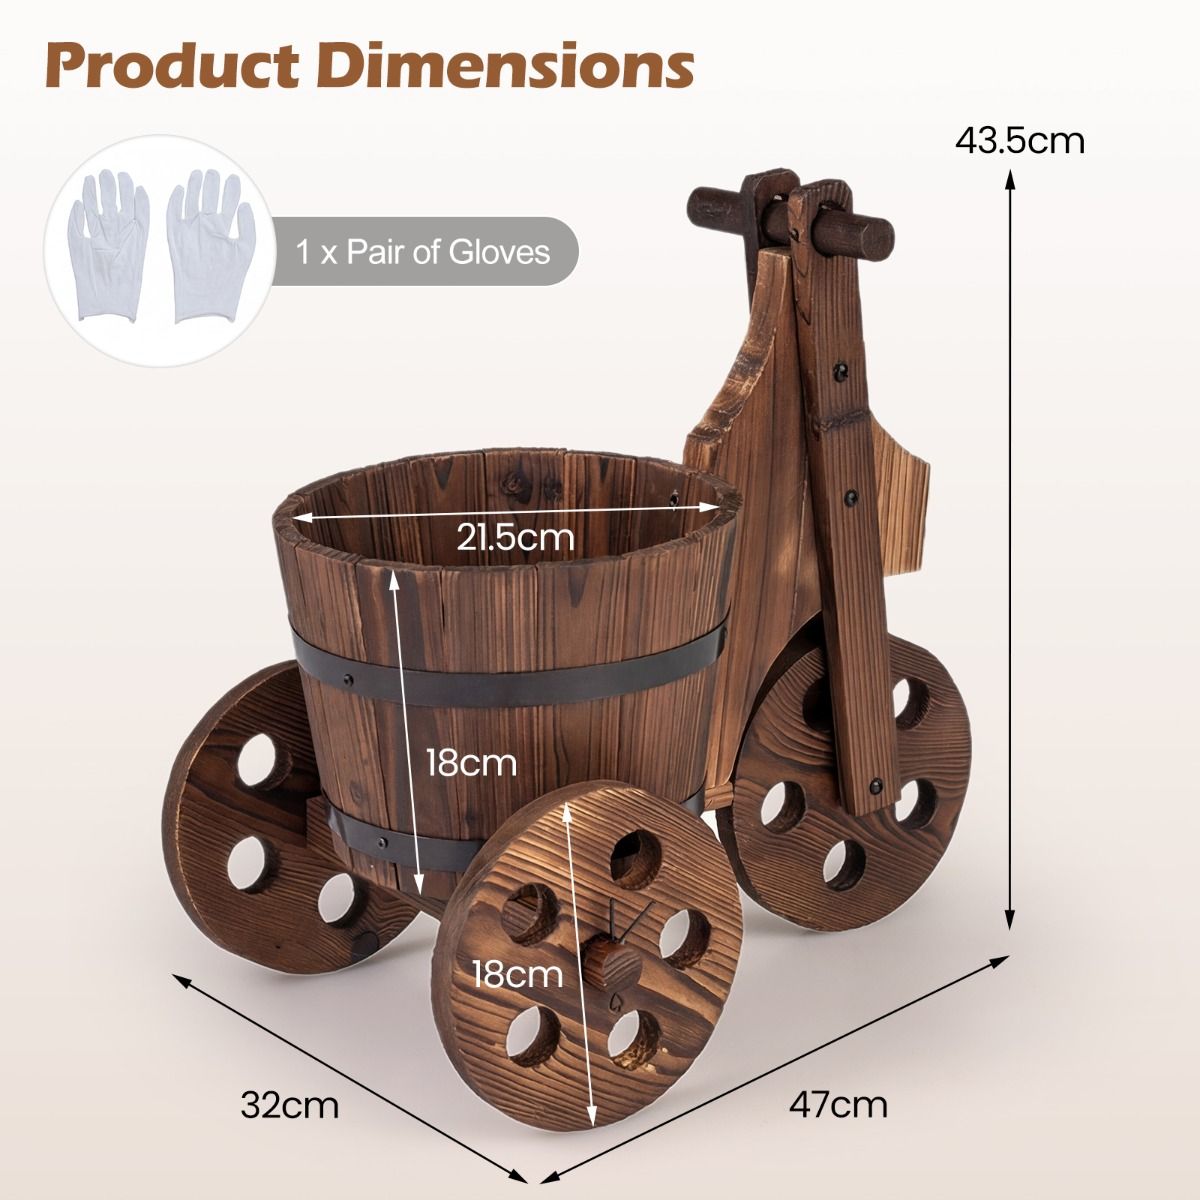 Product Dimensions
43.5cm
1 x Pair of Gloves
21.5cm
18cm
18cm
32cm
47cm